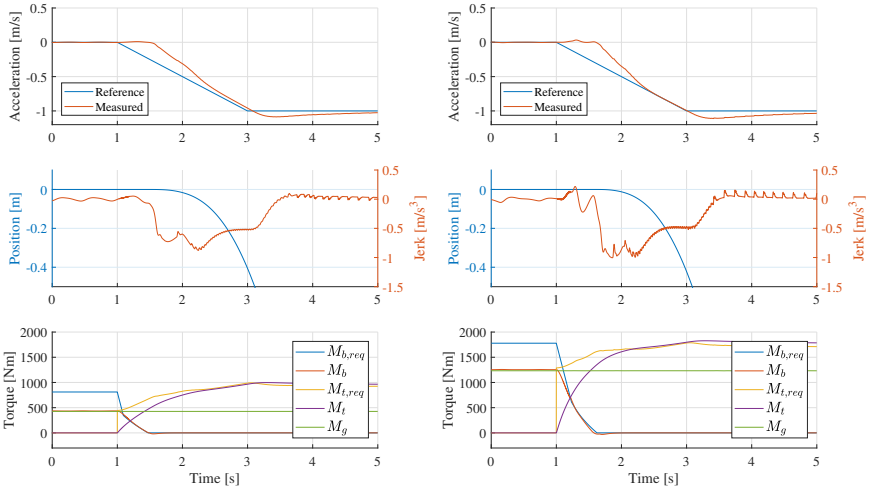 0.5
0
-0.5
-1
Acceleration [m/s]
Reference
Measured
0 1 2 3 4 5
0.5
0
-0.5
-1
Acceleration [m/s]
Reference
Measured
0 1 2 3 4 5
0
-0.2
-0.4
Position [m]
0.5
0
-0.5
-1
-1.5
Jerk [m/s³]
0 1 2 3 4 5
0
-0.2
-0.4
Position [m]
0.5
0
-0.5
-1
-1.5
Jerk [m/s³]
0 1 2 3 4 5
2000
1500
1000
500
0
Torque [Nm]
M_{b,req}
M_b
M_{t,req}
M_t
M_g
0 1 2 3 4 5
Time [s]
2000
1500
1000
500
0
Torque [Nm]
M_{b,req}
M_b
M_{t,req}
M_t
M_g
0 1 2 3 4 5
Time [s]